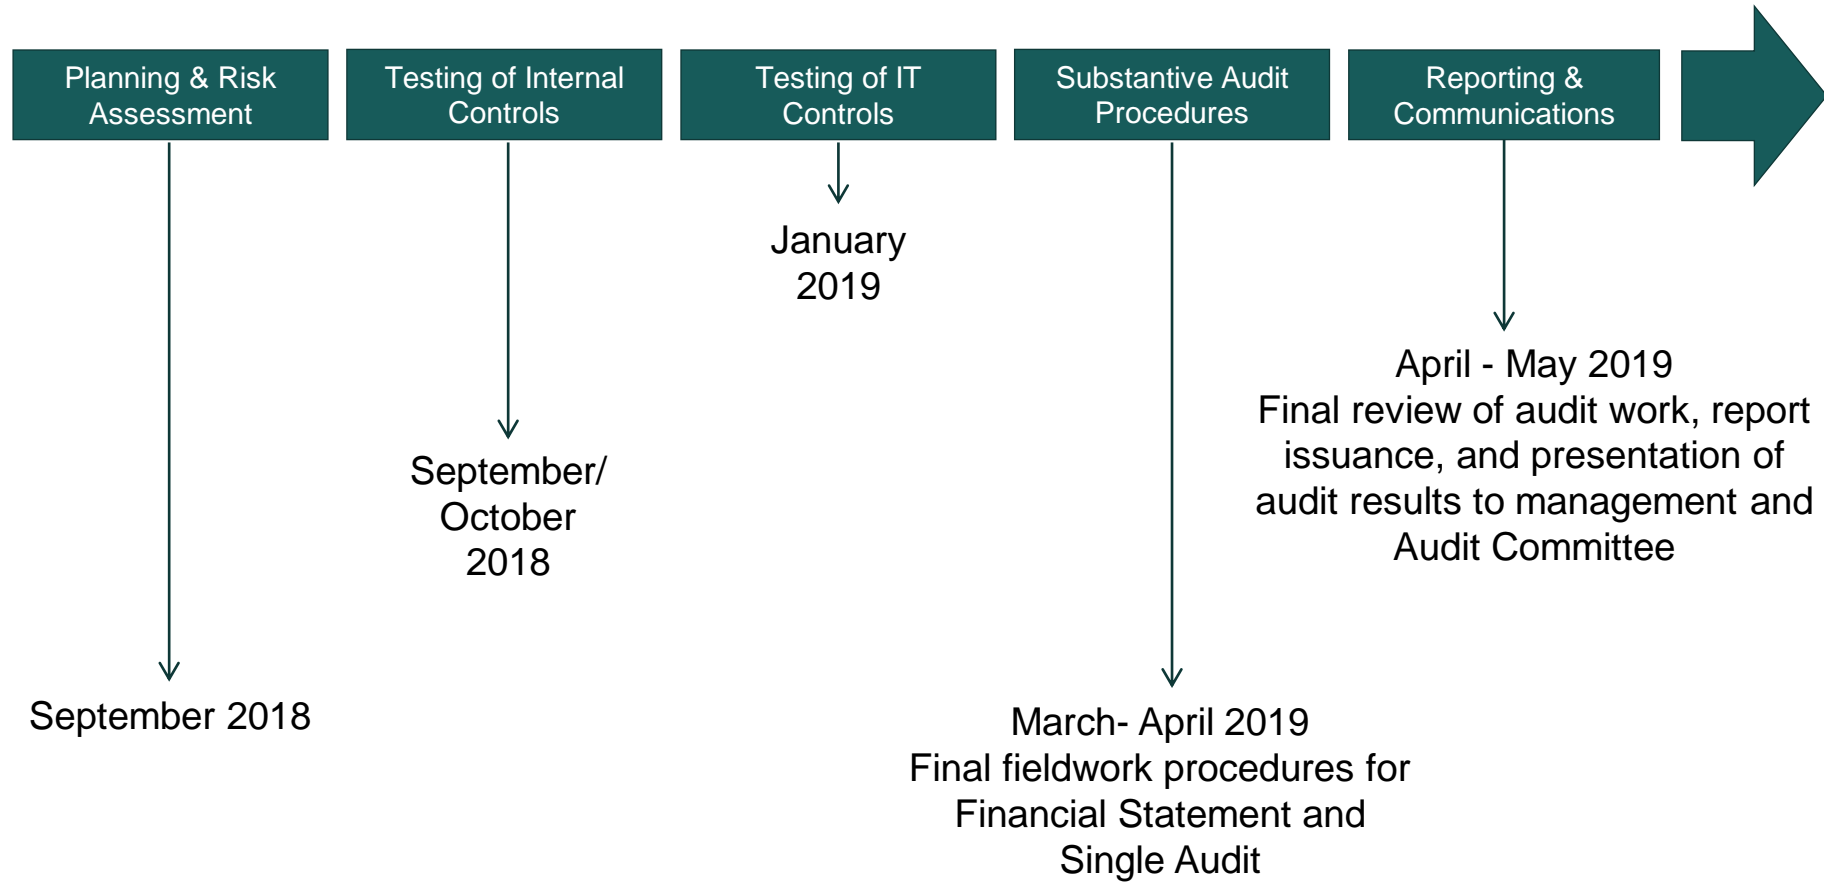 Planning & Risk
Assessment
Testing of Internal
Controls
Testing of IT
Controls
Substantive Audit
Procedures
Reporting &
Communications
January
2019
April - May 2019
Final review of audit work, report
issuance, and presentation of
audit results to management and
Audit Committee
September/
October
2018
September 2018
March- April 2019
Final fieldwork procedures for
Financial Statement and
Single Audit